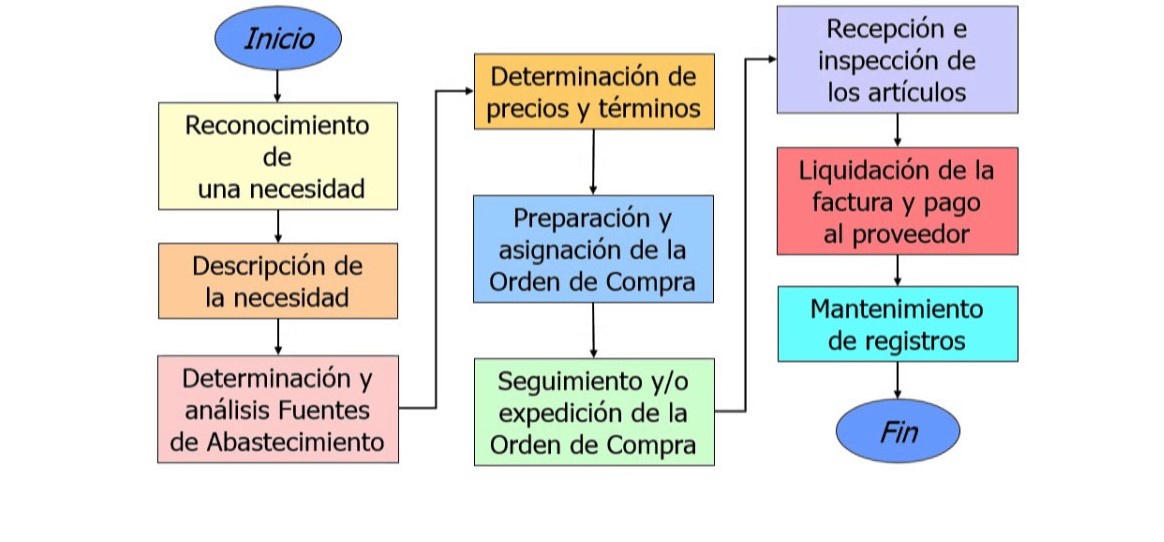 Inicio
Reconocimiento
de
una necesidad
Descripción de
la necesidad
Determinación y
análisis Fuentes
de Abastecimiento
Determinación de
precios y términos
Preparación y
asignación de la
Orden de Compra
Seguimiento y/o
expedición de la
Orden de Compra
Recepción e
inspección de
los artículos
Liquidación de la
factura y pago
al proveedor
Mantenimiento
de registros
Fin